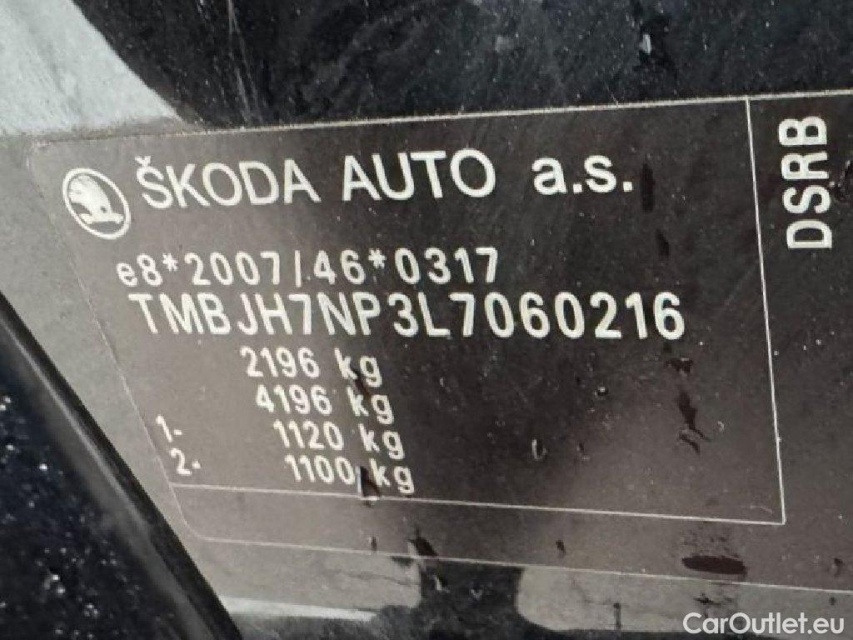 ŠKODA AUTO a.s.
e8*2007/46*0317
TMBJH7NP3L7060216
2196 kg
4196 kg
1- 1120 kg
2- 1100 kg
DSRB
CarOutlet.eu